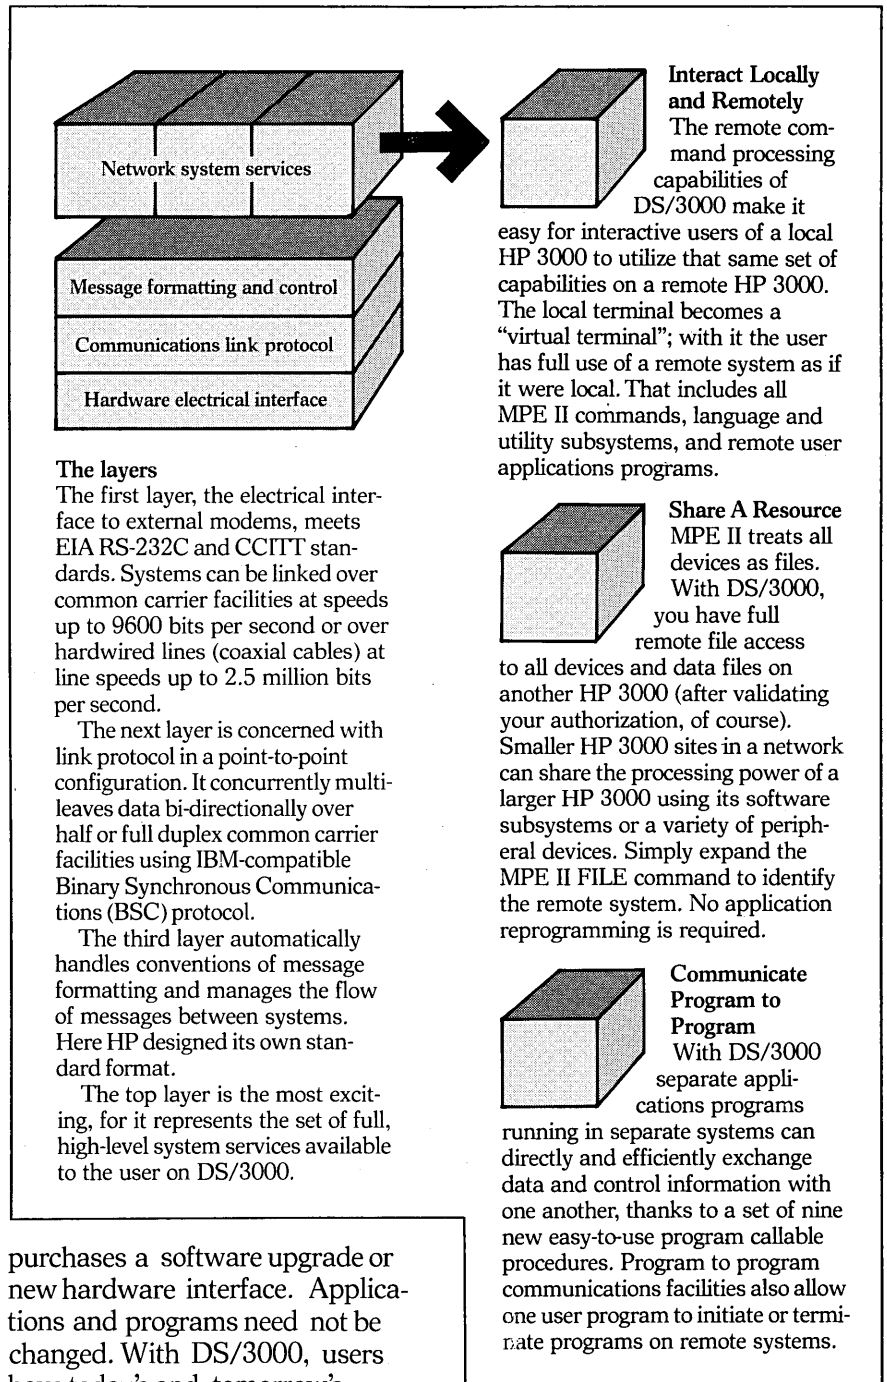 Network system services
Message formatting and control
Communications link protocol
Hardware electrical interface
The layers
The first layer, the electrical inter-
face to external modems, meets
EIA RS-232C and CCITT stan-
dards. Systems can be linked over
common carrier facilities at speeds
up to 9600 bits per second or over
hardwired lines (coaxial cables) at
line speeds up to 2.5 million bits
per second.
The next layer is concerned with
link protocol in a point-to-point
configuration. It concurrently multi-
leaves data bi-directionally over
half or full duplex common carrier
facilities using IBM-compatible
Binary Synchronous Communica-
tions (BSC) protocol.
The third layer automatically
handles conventions of message
formatting and manages the flow
of messages between systems.
Here HP designed its own stan-
dard format.
The top layer is the most excit-
ing, for it represents the set of full,
high-level system services available
to the user on DS/3000.
Interact Locally
and Remotely
The remote com-
mand processing
capabilities of
DS/3000 make it
easy for interactive users of a local
HP 3000 to utilize that same set of
capabilities on a remote HP 3000.
The local terminal becomes a
“virtual terminal”; with it the user
has full use of a remote system as if
it were local. That includes all
MPE II commands, language and
utility subsystems, and remote user
applications programs.
Share A Resource
MPE II treats all
devices as files.
With DS/3000,
you have full
remote file access
to all devices and data files on
another HP 3000 (after validating
your authorization, of course).
Smaller HP 3000 sites in a network
can share the processing power of a
larger HP 3000 using its software
subsystems or a variety of periph-
eral devices. Simply expand the
MPE II FILE command to identify
the remote system. No application
reprogramming is required.
Communicate
Program to
Program
With DS/3000
separate appli-
cations programs
running in separate systems can
directly and efficiently exchange
data and control information with
one another, thanks to a set of nine
new easy-to-use program callable
procedures. Program to program
communications facilities also allow
one user program to initiate or termi-
nate programs on remote systems.
purchases a software upgrade or
new hardware interface. Applica-
tions and programs need not be
changed. With DS/3000, users
have today's and tomorrow's